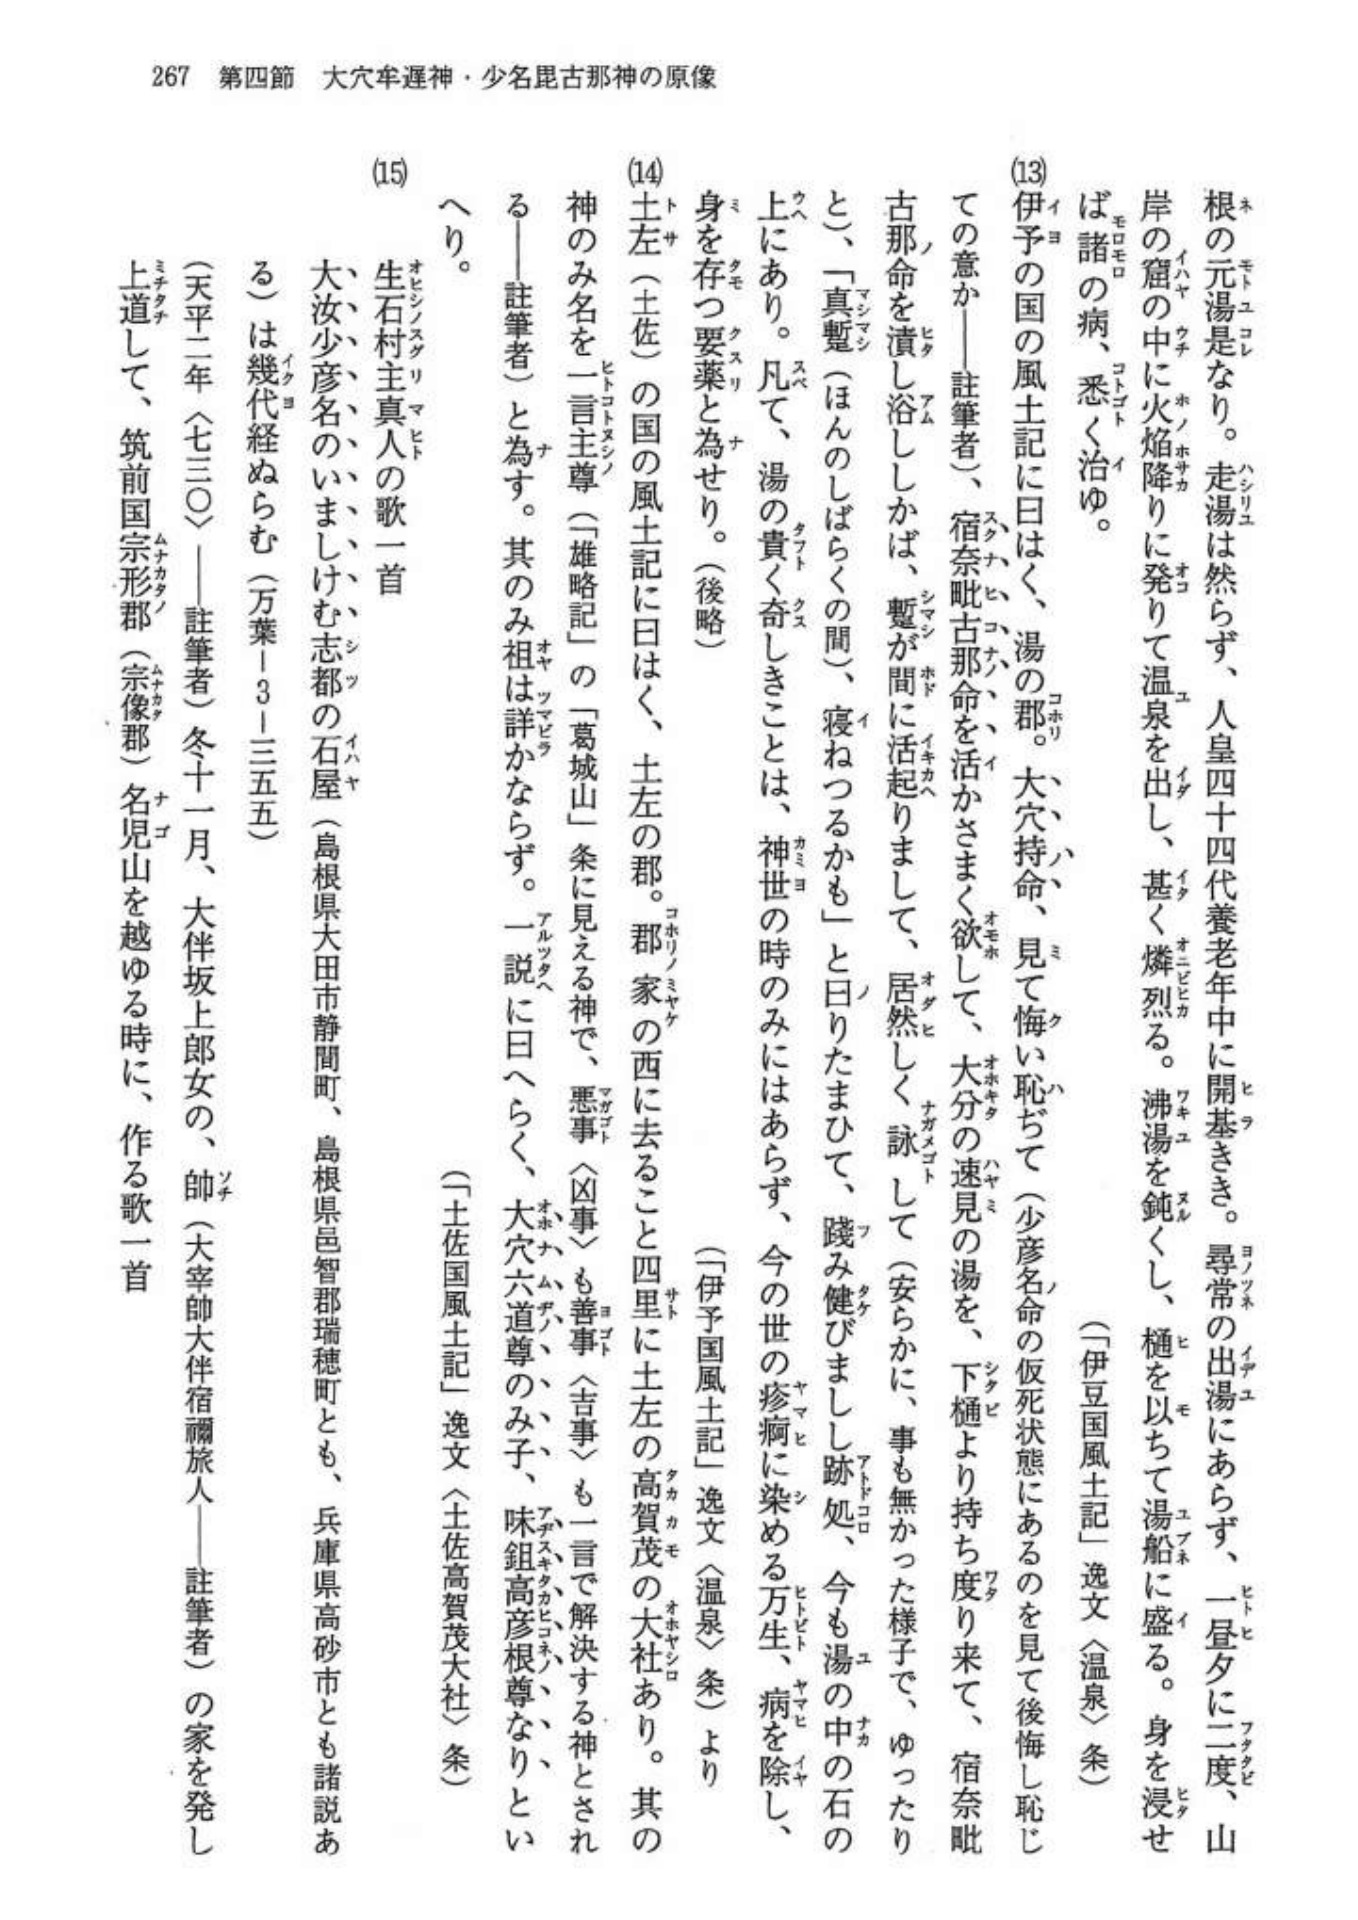 267　第四節　大穴牟遅神・少名毘古那神の原像
根の元湯是なり。走湯は然らず、人皇四十四代養老年中に開基きき。尋常の出湯にあらず、一昼夕に二度、山
岸の窟の中に火焔降りに発りて温泉を出し、甚く燐烈る。沸湯を鈍くし、樋を以ちて湯船に盛る。身を浸せ
ば諸の病、悉く治ゆ。
（「伊豆国風土記」逸文〈温泉〉条）
(13)伊予の国の風土記に曰はく、湯の郡。大穴持命、見て悔い恥ぢて（少彦名命の仮死状態にあるのを見て後悔し恥じ
ての意か――註筆者）、宿奈毗古那命を活かさまく欲して、大分の速見の湯を、下樋より持ち度り来て、宿奈毗
古那命を漬し浴ししかば、蹔が間に活起りまして、居然しく詠して（安らかに、事も無かった様子で、ゆったり
と）、「真蹔（ほんのしばらくの間）、寝ねつるかも」と曰りたまひて、踐み健びましし跡処、今も湯の中の石の
上にあり。凡て、湯の貴く奇しきことは、神世の時のみにはあらず、今の世の疹痾に染める万生、病を除し、
身を存つ要薬と為せり。（後略）
（「伊予国風土記」逸文〈温泉〉条）より
(14)土左（土佐）の国の風土記に曰はく、土左の郡。郡家の西に去ること四里に土左の高賀茂の大社あり。其の
神のみ名を一言主尊（「雄略記」の「葛城山」条に見える神で、悪事〈凶事〉も善事〈吉事〉も一言で解決する神とされ
る――註筆者）と為す。其のみ祖は詳かならず。一説に曰へらく、大穴六道尊のみ子、味鉏高彦根尊なりとい
へり。
（「土佐国風土記」逸文〈土佐高賀茂大社〉条）
(15)　生石村主真人の歌一首
大汝少彦名のいましけむ志都の石屋（島根県大田市静間町、島根県邑智郡瑞穂町とも、兵庫県高砂市とも諸説あ
る）は幾代経ぬらむ（万葉―3―三五五）
（天平二年〈七三〇〉――註筆者）冬十一月、大伴坂上郎女の、帥（大宰帥大伴宿禰旅人――註筆者）の家を発し
上道して、筑前国宗形郡（宗像郡）名児山を越ゆる時に、作る歌一首